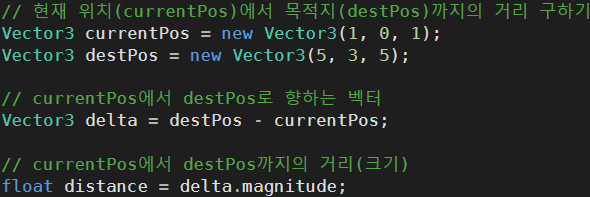 // 현재 위치(currentPos)에서 목적지(destPos)까지의 거리 구하기
Vector3 currentPos = new Vector3(1, 0, 1);
Vector3 destPos = new Vector3(5, 3, 5);
// currentPos에서 destPos로 향하는 벡터
Vector3 delta = destPos - currentPos;
// currentPos에서 destPos까지의 거리(크기)
float distance = delta.magnitude;